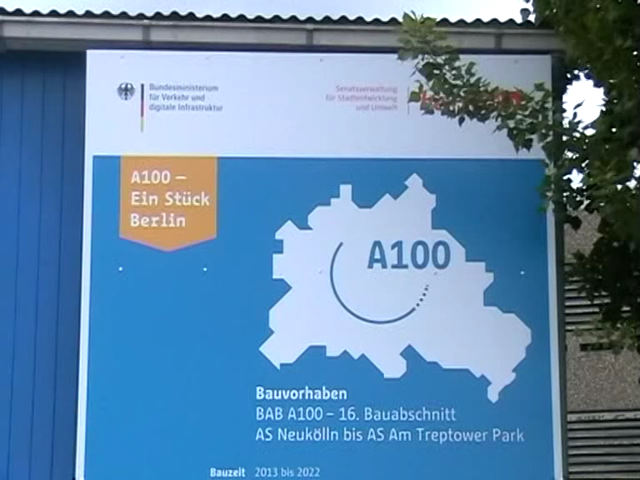 Bundesministerium
für Verkehr und
digitale Infrastruktur
Senatsverwaltung
für Stadtentwicklung
und Umwelt
A100 –
Ein Stück
Berlin
A100
Bauvorhaben
BAB A100 – 16. Bauabschnitt
AS Neukölln bis AS Am Treptower Park
Bauzeit 2013 bis 2022